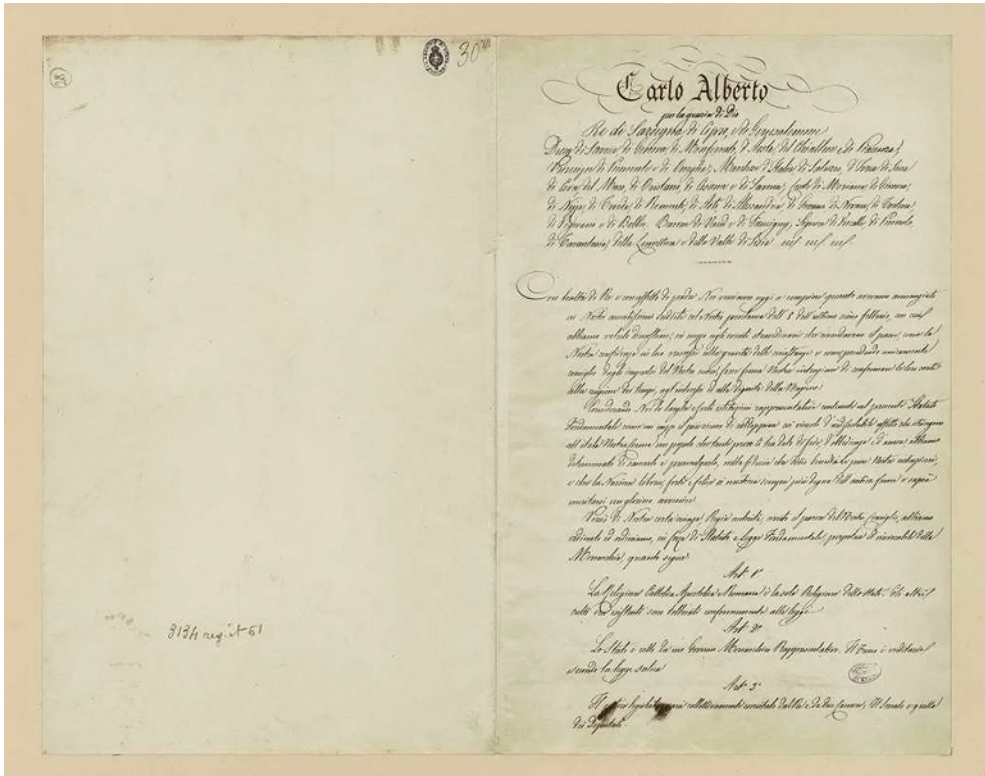 30
Carlo Alberto
per la grazia di Dio
Re di Sardegna, di Cipro, e di Gerusalemme
Duca di Savoia, di Genova, di Monferrato, d'Aosta, del Chiablese e di Piacenza;
Principe di Piemonte e di Oneglia; Marchese d'Italia, di Saluzzo, d'Ivrea, di Susa
di Ceva, del Maro, di Oristano, di Cesana e di Savona; Conte di Moriana, di Ginevra,
di Nizza, di Tenda, di Romonte, di Asti, di Alessandria, di Goceano, di Novara, di Tortona,
di Vigevano e di Bobbio; Barone di Vaud e di Faucigny; Signore di Vercelli, di Pinerolo,
di Tarantasia, della Lomellina e della Valle di Sesia
Con lealtà di Re e con affetto di padre Noi veniamo oggi a compiere quanto avevamo annunziato
ai Nostri amatissimi sudditi col Nostro proclama dell' 8 dell'ultimo scorso febbraio, con cui
abbiamo voluto dimostrare, in mezzo agli eventi straordinarii che circondavano il paese, come la
Nostra confidenza in loro crescesse colla gravità delle circostanze e come prendendo unicamente
consiglio dagli impulsi del Nostro cuore, fosse ferma Nostra intenzione di conformare le loro sorti
alla ragione dei tempi, agl'interessi ed alla dignità della Nazione.
Considerando Noi le larghe e forti istituzioni rappresentative contenute nel presente Statuto
Fondamentale come un mezzo il più sicuro di raddoppiare coi vincoli d'indissolubile affetto che stringono
all'itala Nostra Corona un popolo, che tante prove Ci ha dato di fede, d'obbedienza e d'amore, abbiamo
determinato di sancirlo e promulgarlo, nella fiducia che Iddio benedirà le pure Nostre intenzioni,
e che la Nazione libera, forte e felice si mostrerà sempre più degna dell'antica fama e saprà
meritarsi un glorioso avvenire.
Perciò di Nostra certa scienza, Regia autorità, avuto il parere del Nostro Consiglio, abbiamo
ordinato ed ordiniamo, in forza di Statuto e Legge Fondamentale, perpetua ed irrevocabile della
Monarchia, quanto segue:
Art. 1°
La Religione Cattolica Apostolica e Romana è la sola Religione dello Stato. Gli altri
culti ora esistenti sono tollerati conformemente alle leggi.
Art. 2°
Lo Stato è retto da un Governo Monarchico Rappresentativo. Il Trono è ereditario
secondo la legge salica.
Art. 3°
Il potere legislativo sarà collettivamente esercitato dal Re e da due Camere, Il Senato e quella
dei Deputati.